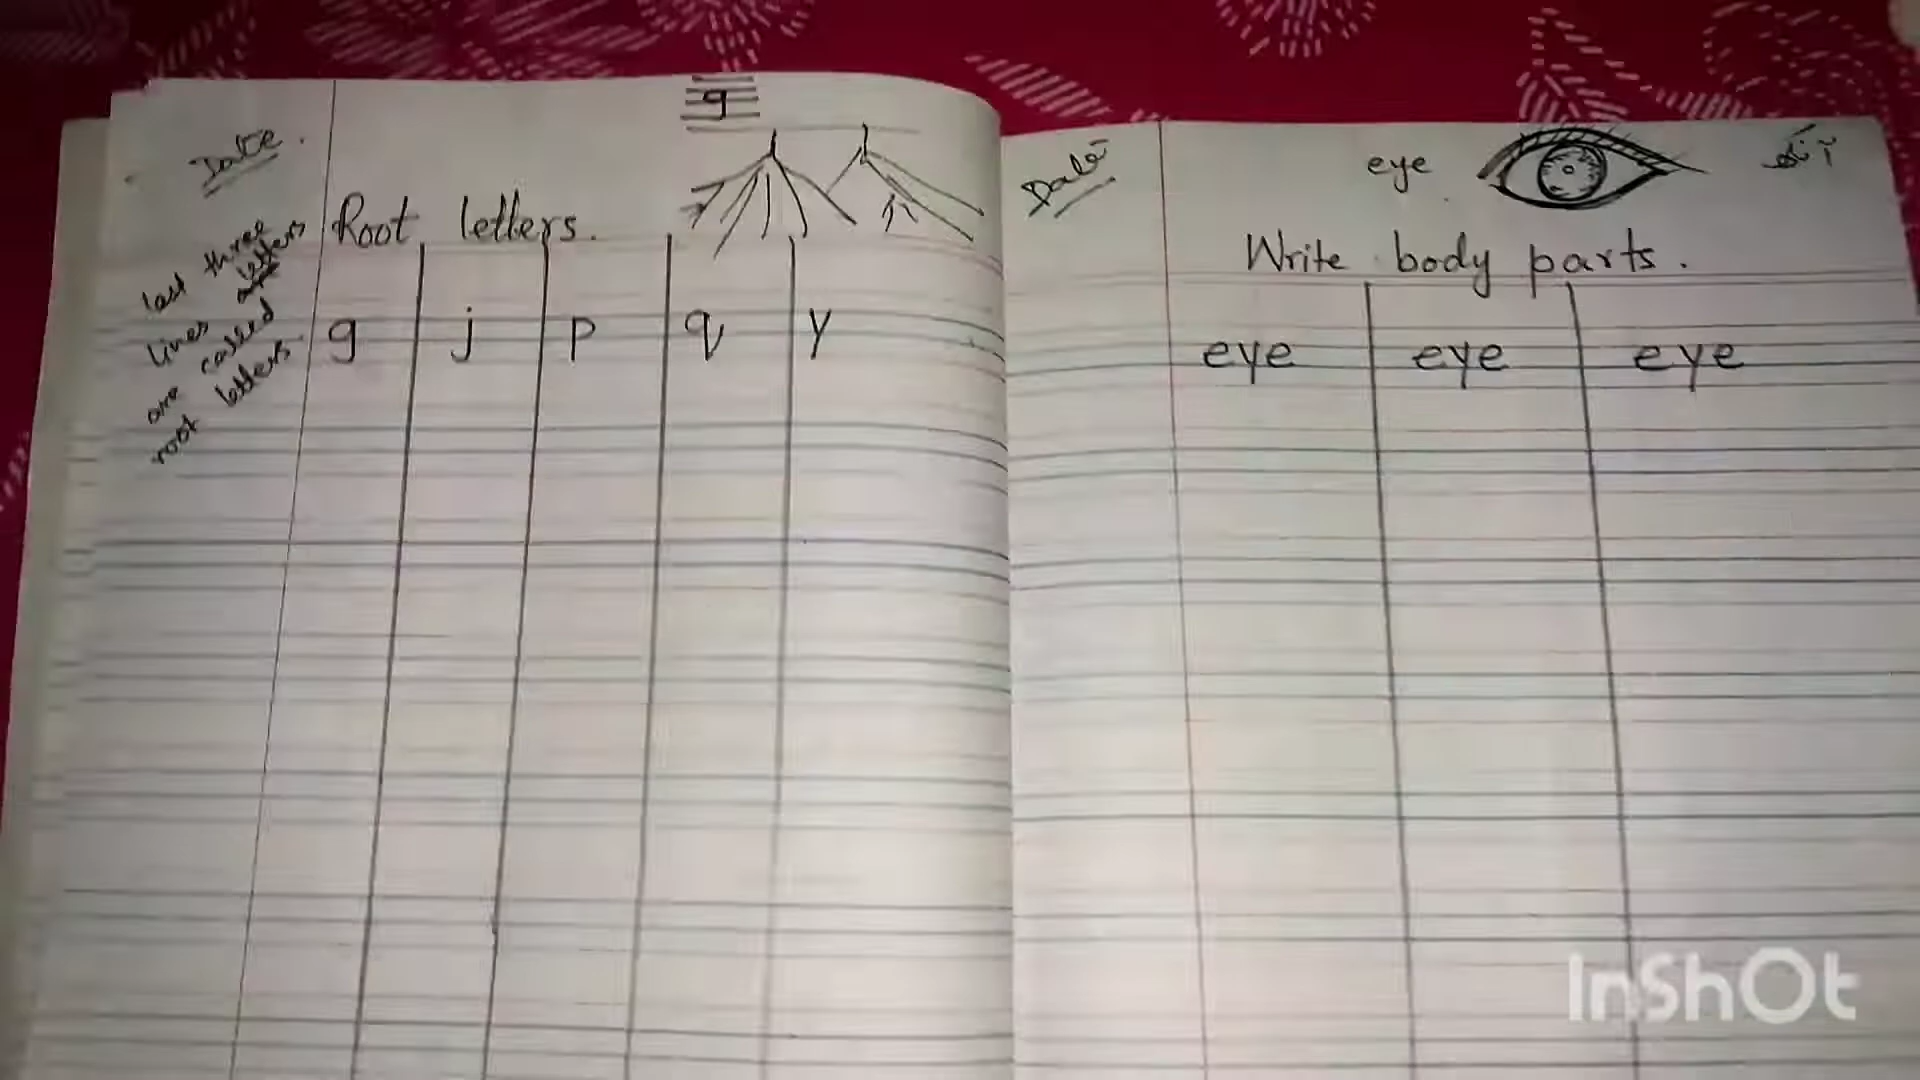 g
Date.
Root letters.
last three
lines letters
are called
root letters.
g j p q y
Date
eye آنکھ
Write body parts.
eye eye eye
InShOt